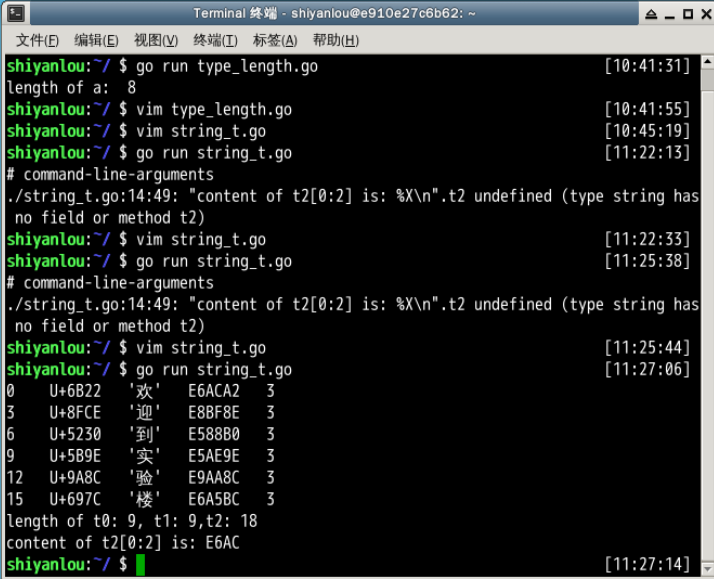 Terminal 终端 - shiyanlou@e910e27c6b62: ~
文件(F) 编辑(E) 视图(V) 终端(T) 标签(A) 帮助(H)
shiyanlou:~/ $ go run type_length.go [10:41:31]
length of a:  8
shiyanlou:~/ $ vim type_length.go [10:41:55]
shiyanlou:~/ $ vim string_t.go [10:45:19]
shiyanlou:~/ $ go run string_t.go [11:22:13]
# command-line-arguments
./string_t.go:14:49: "content of t2[0:2] is: %X\n".t2 undefined (type string has
 no field or method t2)
shiyanlou:~/ $ vim string_t.go [11:22:33]
shiyanlou:~/ $ go run string_t.go [11:25:38]
# command-line-arguments
./string_t.go:14:49: "content of t2[0:2] is: %X\n".t2 undefined (type string has
 no field or method t2)
shiyanlou:~/ $ vim string_t.go [11:25:44]
shiyanlou:~/ $ go run string_t.go [11:27:06]
0 U+6B22 '欢' E6ACA2 3
3 U+8FCE '迎' E8BF8E 3
6 U+5230 '到' E588B0 3
9 U+5B9E '实' E5AE9E 3
12 U+9A8C '验' E9AA8C 3
15 U+697C '楼' E6A5BC 3
length of t0: 9, t1: 9,t2: 18
content of t2[0:2] is: E6AC
shiyanlou:~/ $ [11:27:14]